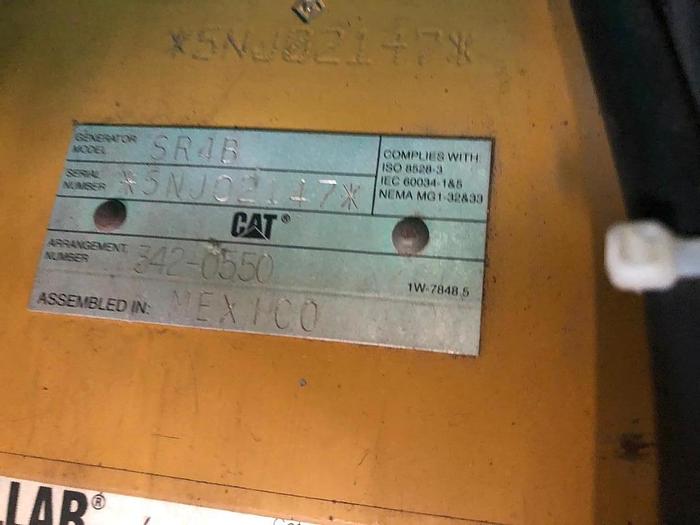 *5NJ02147*
GENERATOR MODEL SR4B
COMPLIES WITH:
ISO 8528-3
IEC 60034-1&5
NEMA MG1-32&33
SERIAL NUMBER *5NJ02147*
CAT®
ARRANGEMENT NUMBER 342-0550
1W-7848 5
ASSEMBLED IN: MEXICO
LLAR®